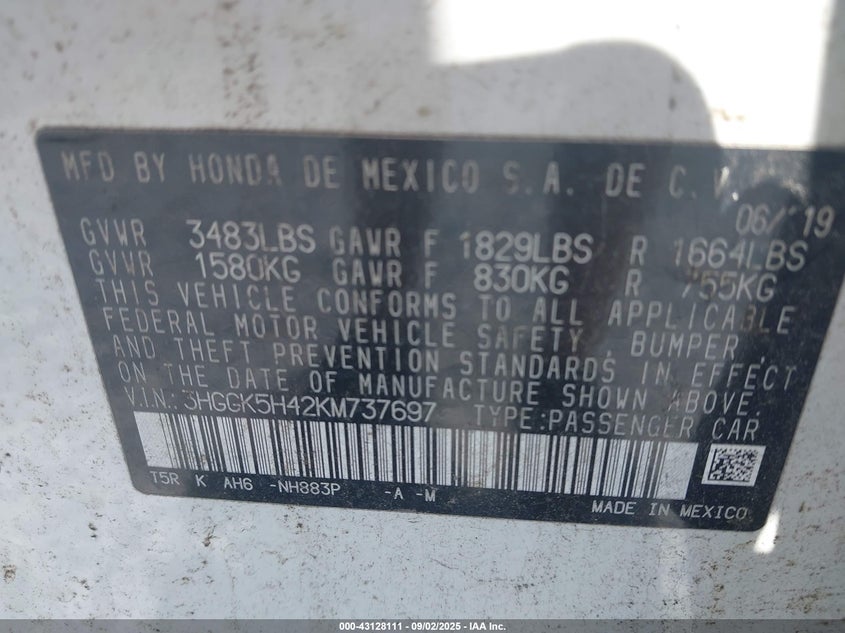 MFD BY HONDA DE MEXICO S.A. DE C.V.
06/19
GVWR 3483LBS GAWR F 1829LBS R 1664LBS
GVWR 1580KG GAWR F 830KG R 755KG
THIS VEHICLE CONFORMS TO ALL APPLICABLE
FEDERAL MOTOR VEHICLE SAFETY, BUMPER,
AND THEFT PREVENTION STANDARDS IN EFFECT
ON THE DATE OF MANUFACTURE SHOWN ABOVE.
V.I.N.:3HGGK5H42KM737697 TYPE:PASSENGER CAR
T5R K AH6 -NH883P -A -M
MADE IN MEXICO
000-43128111 - 09/02/2025 - IAA Inc.